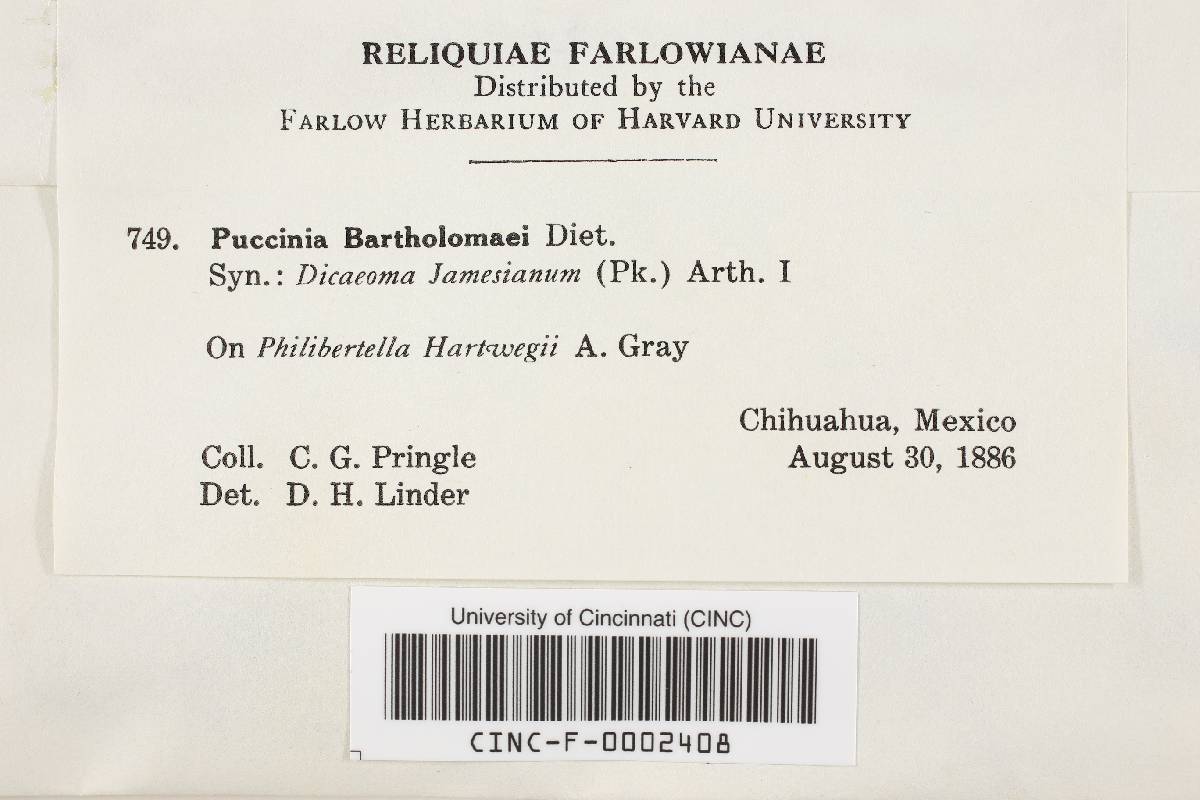 RELIQUIAE FARLOWIANAE
Distributed by the
FARLOW HERBARIUM OF HARVARD UNIVERSITY
749. Puccinia Bartholomaei Diet.
Syn.: Dicaeoma Jamesianum (Pk.) Arth. I
On Philibertella Hartwegii A. Gray
Chihuahua, Mexico
Coll. C. G. Pringle August 30, 1886
Det. D. H. Linder
University of Cincinnati (CINC)
CINC-F-0002408